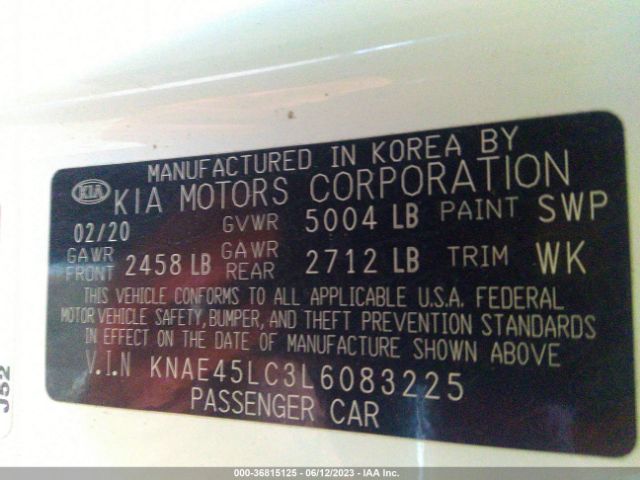 MANUFACTURED IN KOREA BY
KIA KIA MOTORS CORPORATION
02/20 GVWR 5004 LB PAINT SWP
GAWR FRONT 2458 LB GAWR REAR 2712 LB TRIM WK
THIS VEHICLE CONFORMS TO ALL APPLICABLE U.S.A. FEDERAL
MOTOR VEHICLE SAFETY, BUMPER, AND THEFT PREVENTION STANDARDS
IN EFFECT ON THE DATE OF MANUFACTURE SHOWN ABOVE
V.I.N KNAE45LC3L6083225
PASSENGER CAR
J52
000-36815125 - 06/12/2023 - IAA Inc.